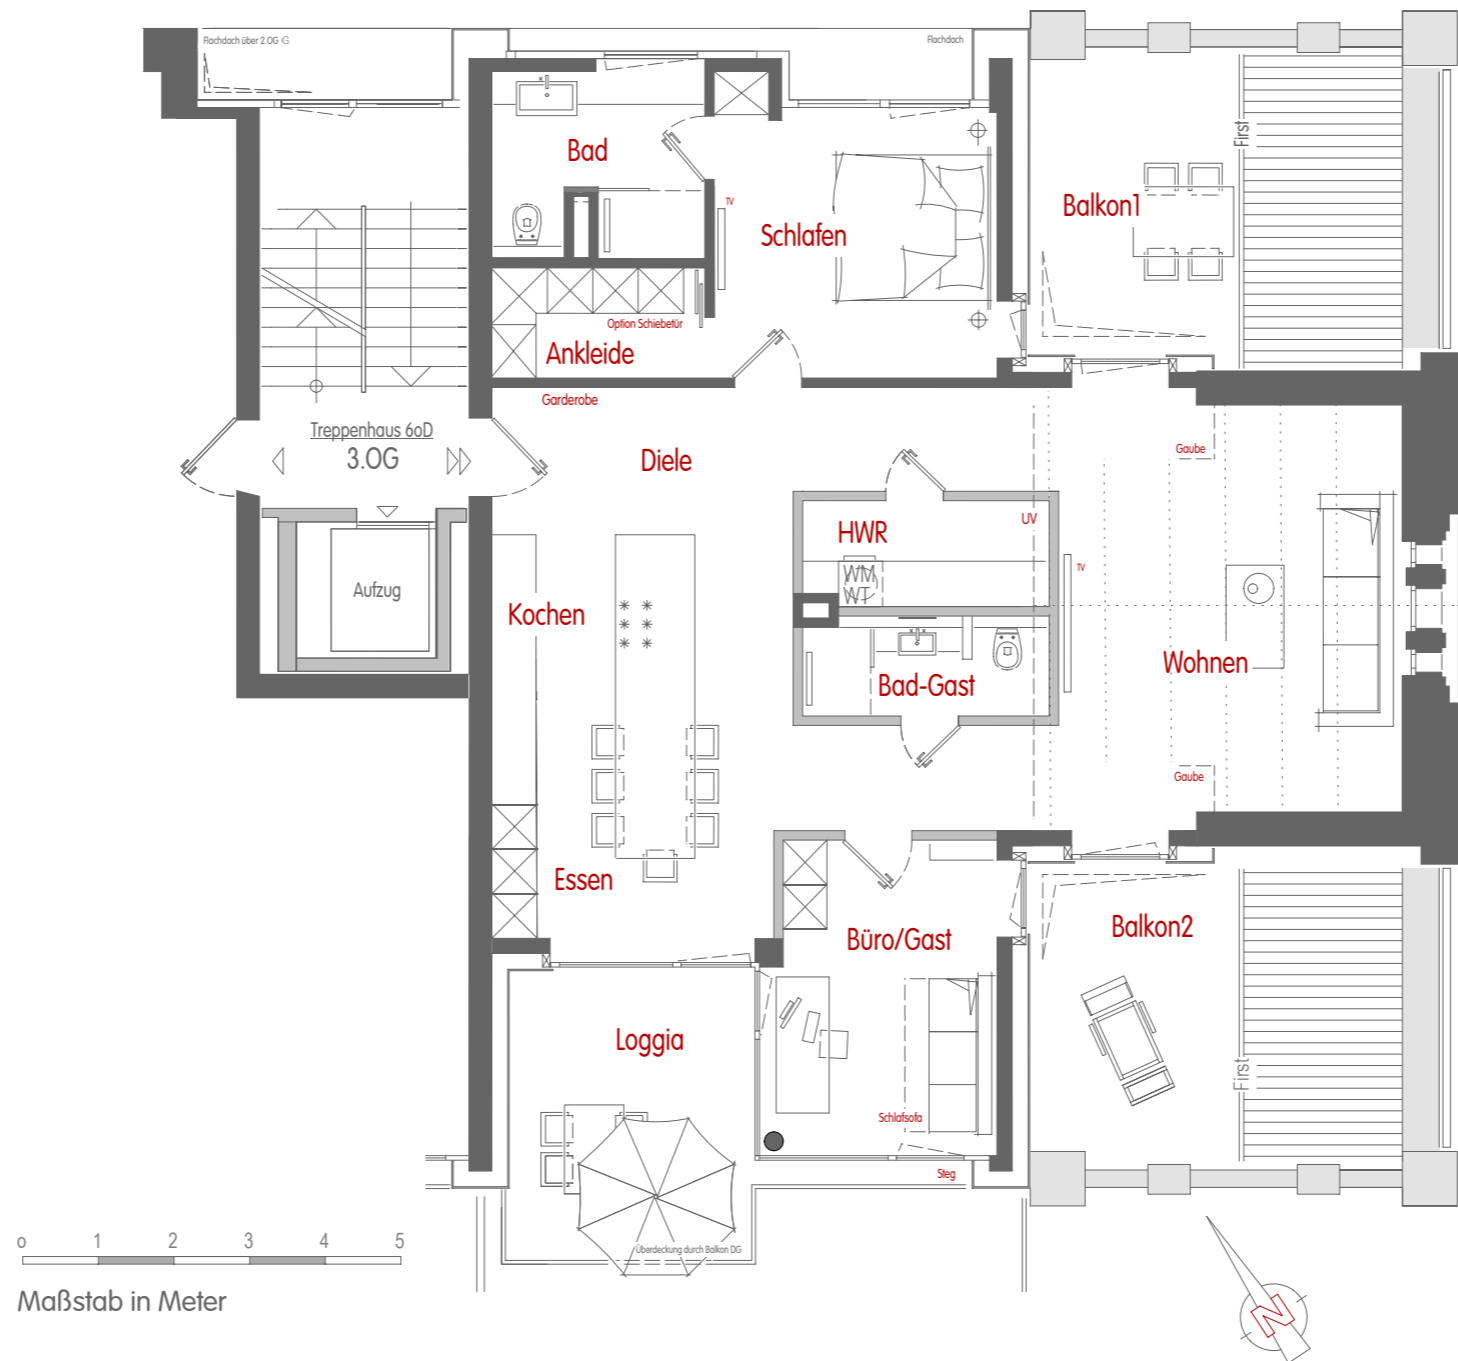 Flachdach über 2.OG
Flachdach
First
Bad
TV
Schlafen
Balkon1
Option Schiebetür
Ankleide
Garderobe
Treppenhaus 6oD
3.OG
Diele
Gaube
HWR
UV
WM
WT
TV
Aufzug
Kochen
Wohnen
Bad-Gast
Gaube
Essen
Büro/Gast
Balkon2
Loggia
First
Schlafsofa
Steg
Überdeckung durch Balkon DG
o 1 2 3 4 5
Maßstab in Meter
N